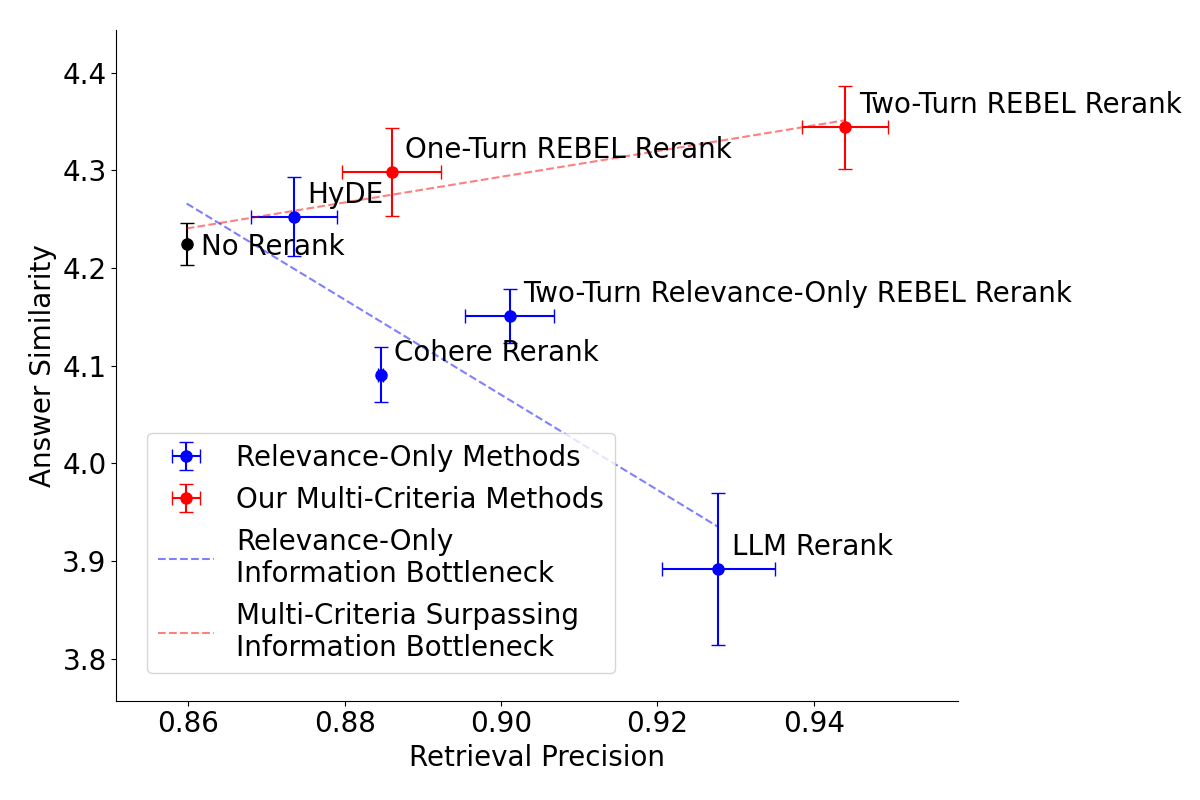 4.4
4.3
4.2
4.1
4.0
3.9
3.8
Answer Similarity
Two-Turn REBEL Rerank
One-Turn REBEL Rerank
HyDE
No Rerank
Two-Turn Relevance-Only REBEL Rerank
Cohere Rerank
LLM Rerank
Relevance-Only Methods
Our Multi-Criteria Methods
Relevance-Only
Information Bottleneck
Multi-Criteria Surpassing
Information Bottleneck
0.86
0.88
0.90
0.92
0.94
Retrieval Precision